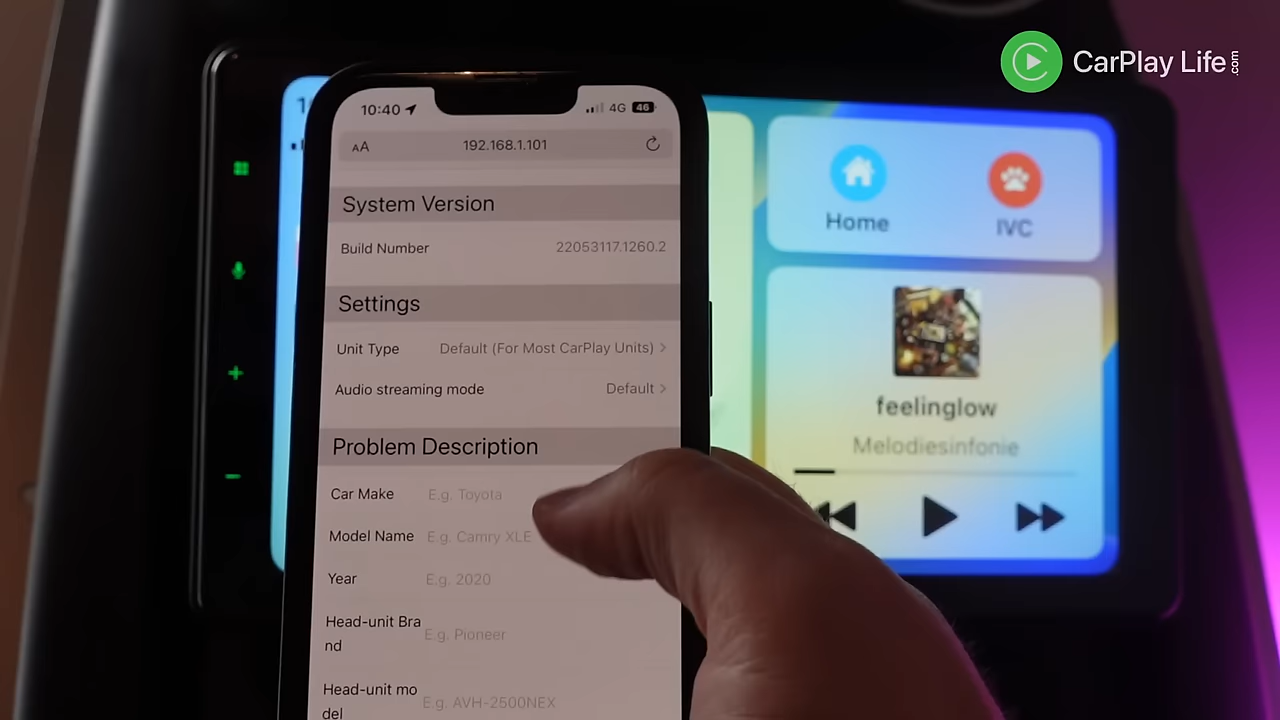 CarPlay Life.com
10:40
4G 46
AA 192.168.1.101
System Version
Build Number 22053117.1260.2
Settings
Unit Type Default (For Most CarPlay Units) >
Audio streaming mode Default >
Problem Description
Car Make E.g. Toyota
Model Name E.g. Camry XLE
Year E.g. 2020
Head-unit Bra
nd
E.g. Pioneer
Head-unit mo
del
E.g. AVH-2500NEX
Home
IVC
feelinglow
Melodiesinfonie